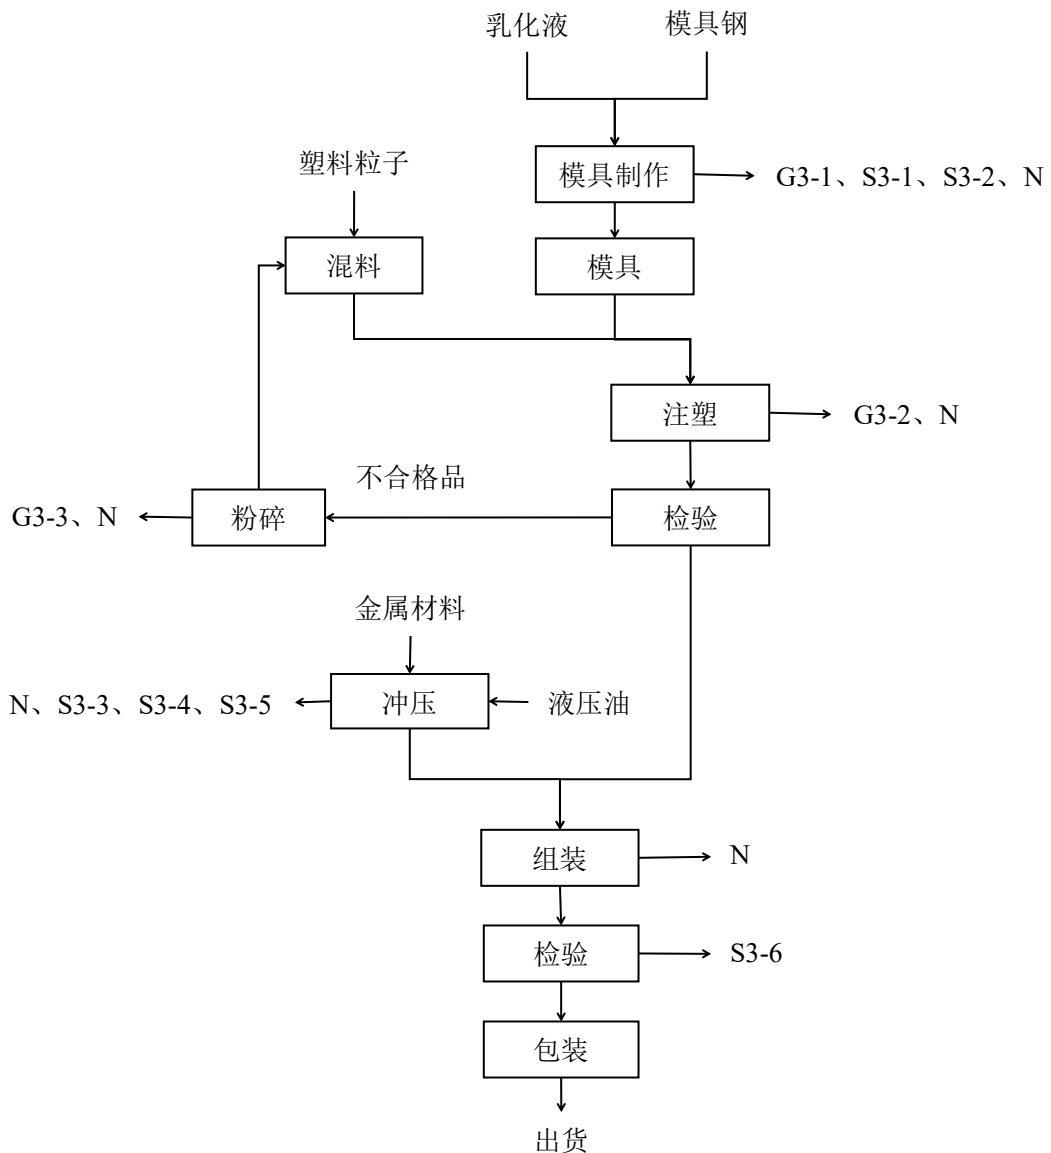 乳化液
模具钢
塑料粒子
模具制作
G3-1、S3-1、S3-2、N
混料
模具
注塑
G3-2、N
不合格品
G3-3、N
粉碎
检验
金属材料
N、S3-3、S3-4、S3-5
冲压
液压油
组装
N
检验
S3-6
包装
出货